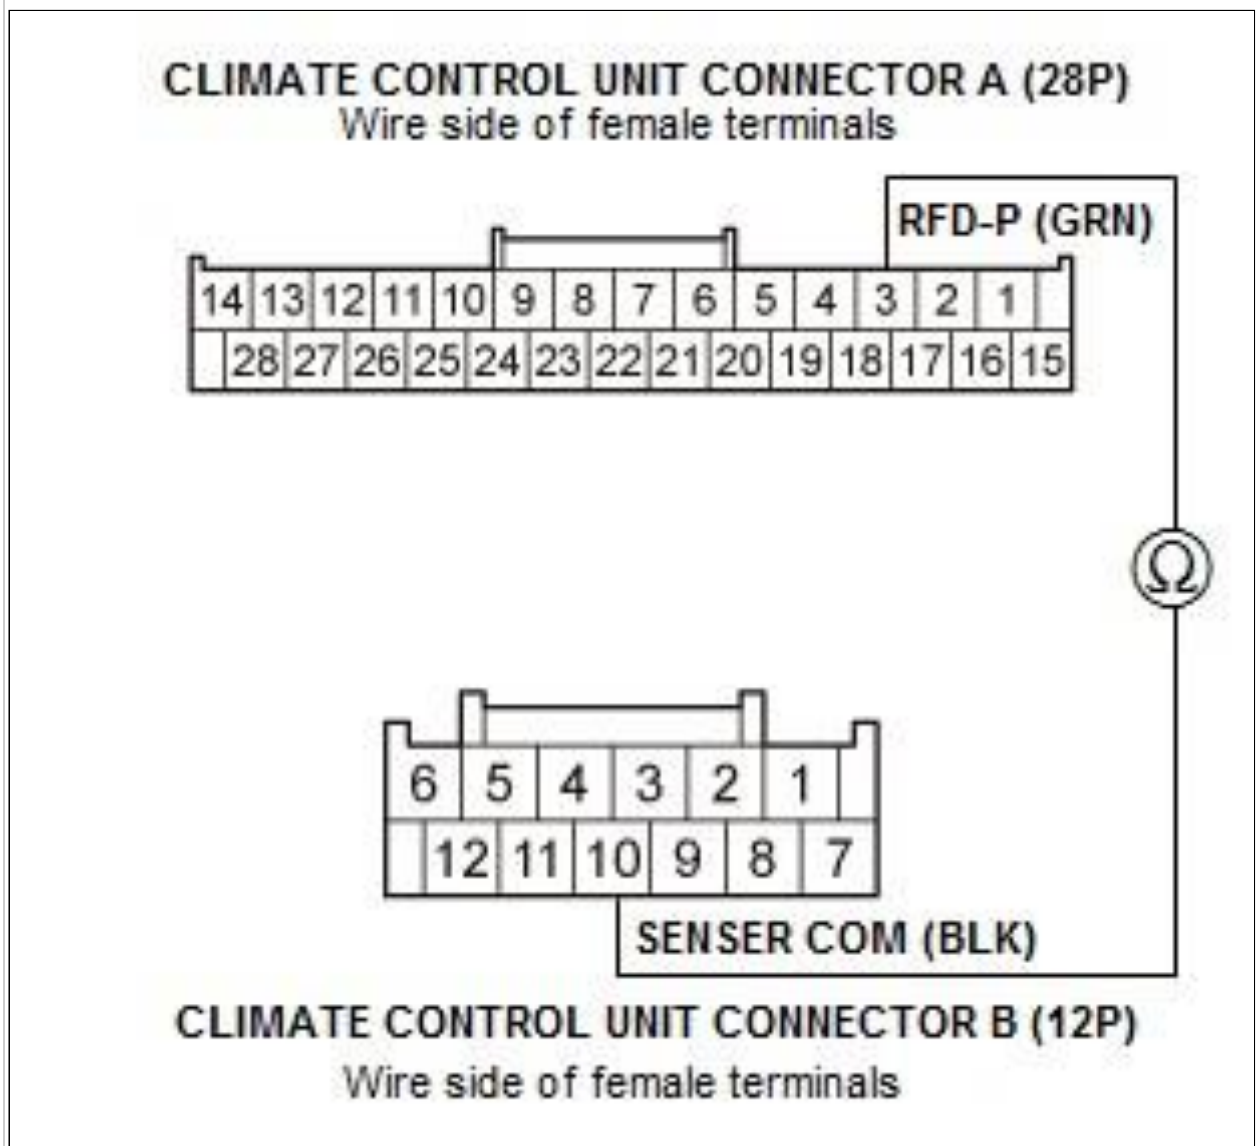 CLIMATE CONTROL UNIT CONNECTOR A (28P)
Wire side of female terminals
RFD-P (GRN)
14 13 12 11 10 9 8 7 6 5 4 3 2 1
28 27 26 25 24 23 22 21 20 19 18 17 16 15
Ω
6 5 4 3 2 1
12 11 10 9 8 7
SENSER COM (BLK)
CLIMATE CONTROL UNIT CONNECTOR B (12P)
Wire side of female terminals